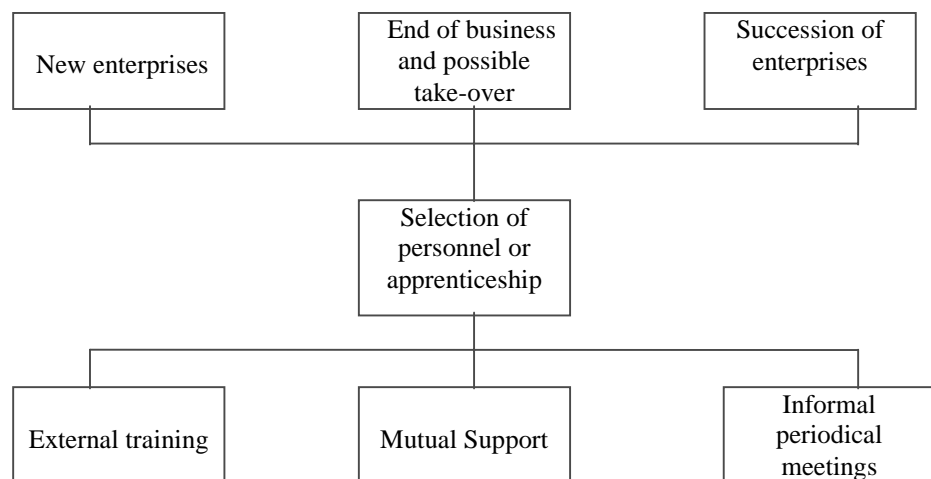 New enterprises
End of business
and possible
take-over
Succession of
enterprises
Selection of
personnel or
apprenticeship
External training
Mutual Support
Informal
periodical
meetings